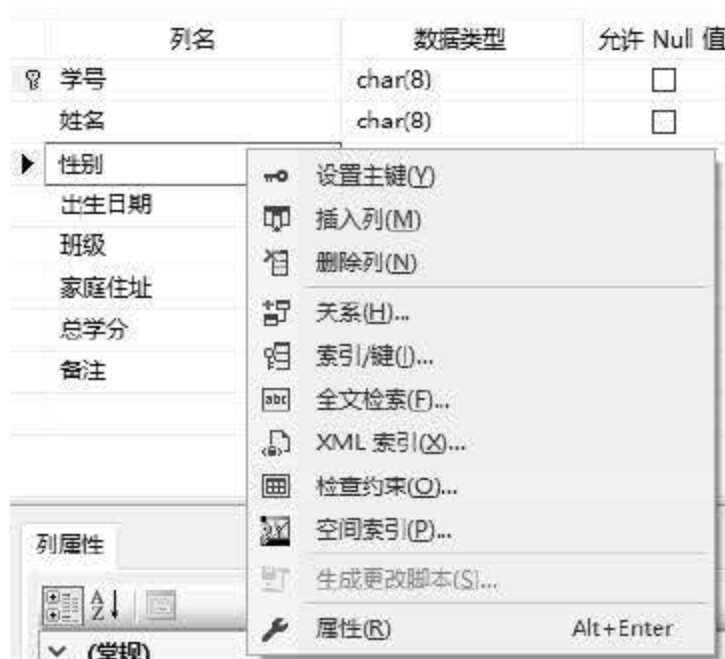 列名 数据类型 允许 Null 值
学号 char(8)
姓名 char(8)
性别
出生日期
班级
家庭住址
总学分
备注
设置主键(Y)
插入列(M)
删除列(N)
关系(H)...
索引/键(I)...
全文检索(F)...
XML 索引(X)...
检查约束(O)...
空间索引(P)...
生成更改脚本(S)...
属性(R) Alt+Enter
列属性
(常规)